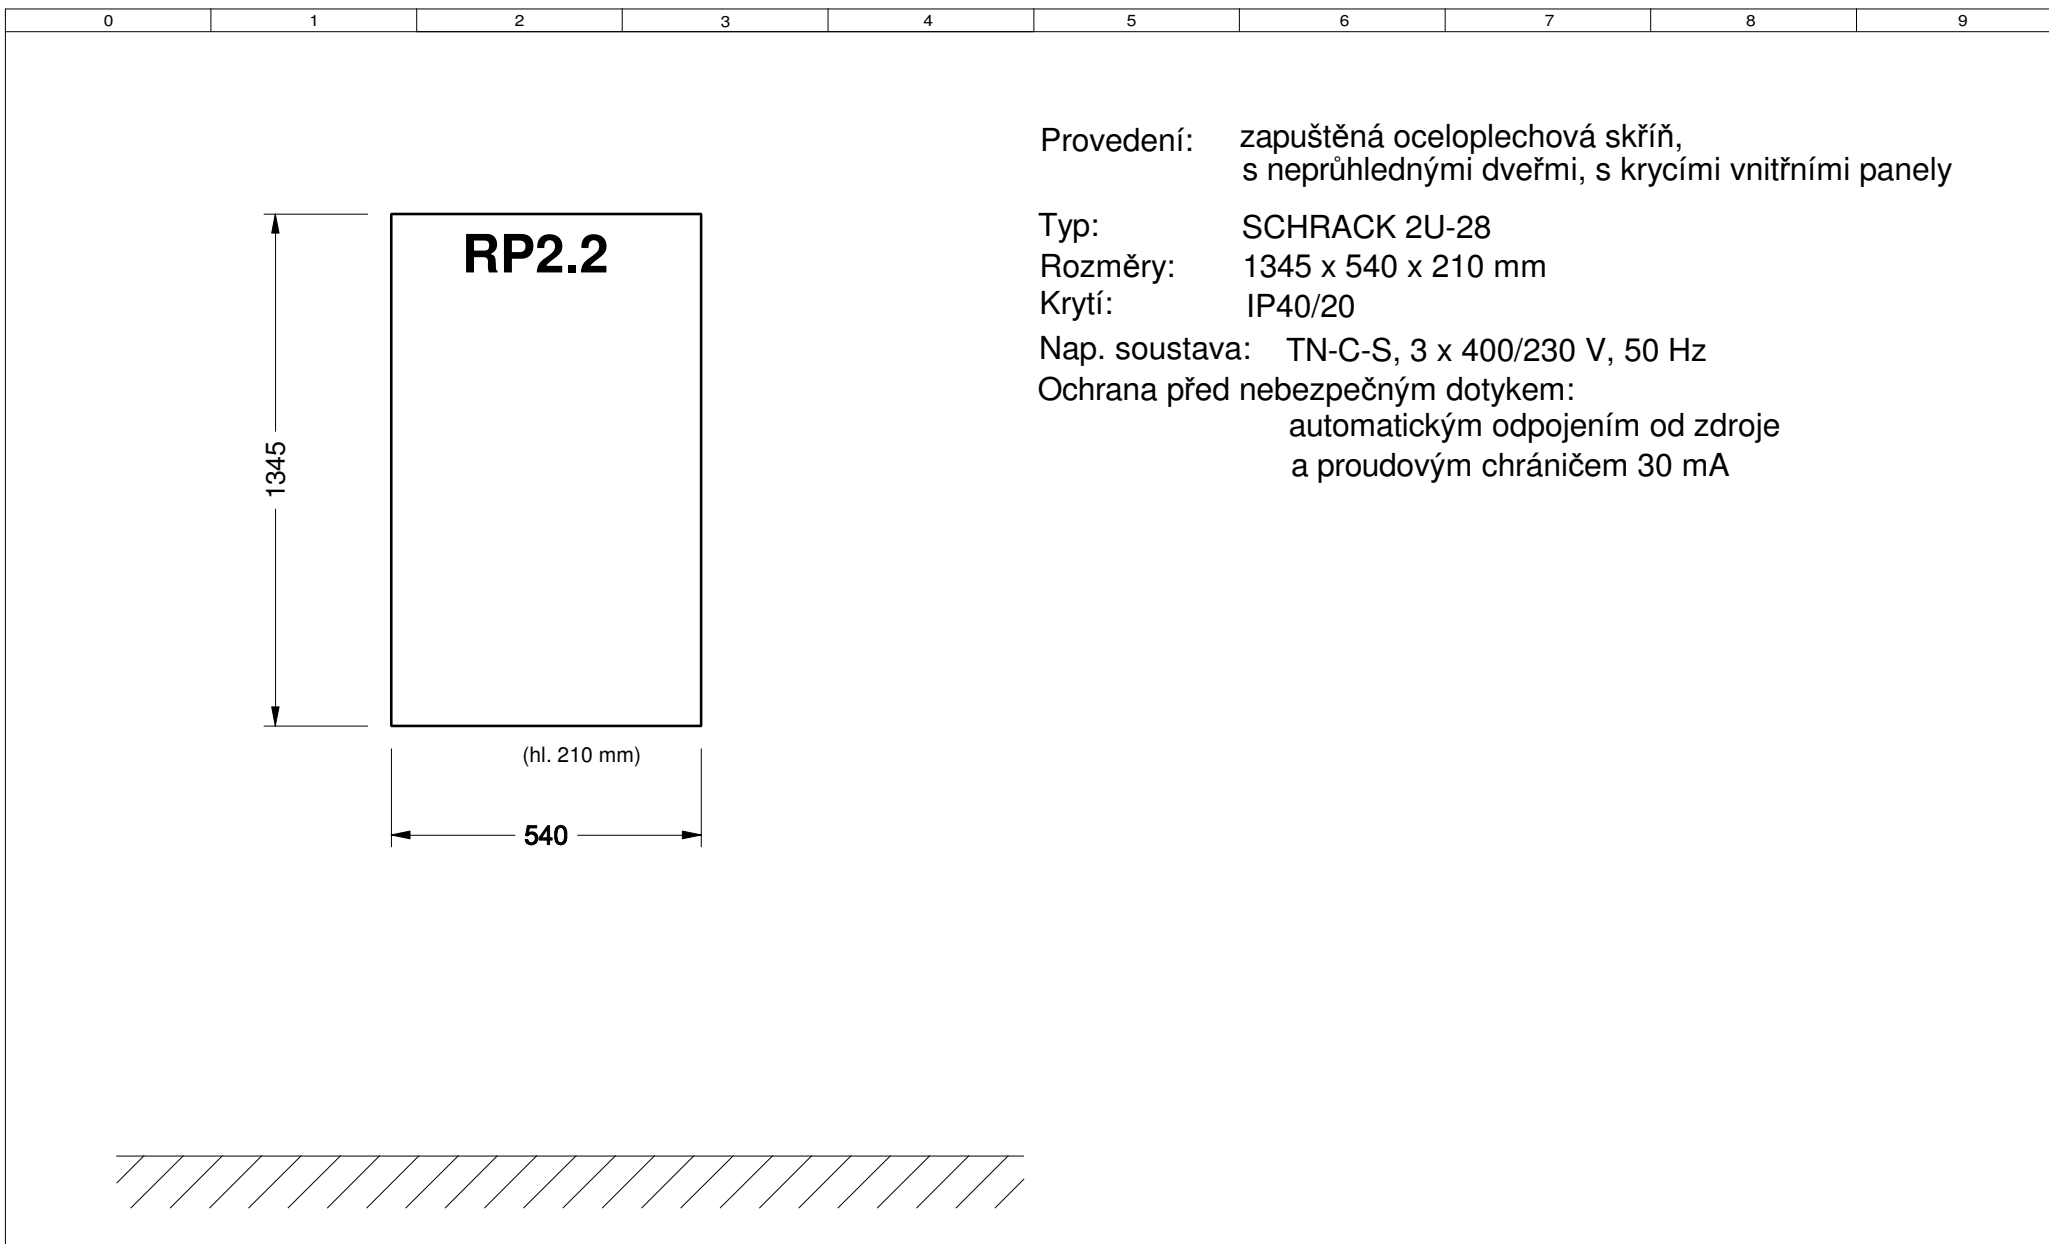 0 1 2 3 4 5 6 7 8 9
Provedení: zapuštěná oceloplechová skříň,
s neprůhlednými dveřmi, s krycími vnitřními panely
RP2.2
Typ: SCHRACK 2U-28
Rozměry: 1345 x 540 x 210 mm
Krytí: IP40/20
Nap. soustava: TN-C-S, 3 x 400/230 V, 50 Hz
Ochrana před nebezpečným dotykem:
automatickým odpojením od zdroje
a proudovým chráničem 30 mA
1345
(hl. 210 mm)
540